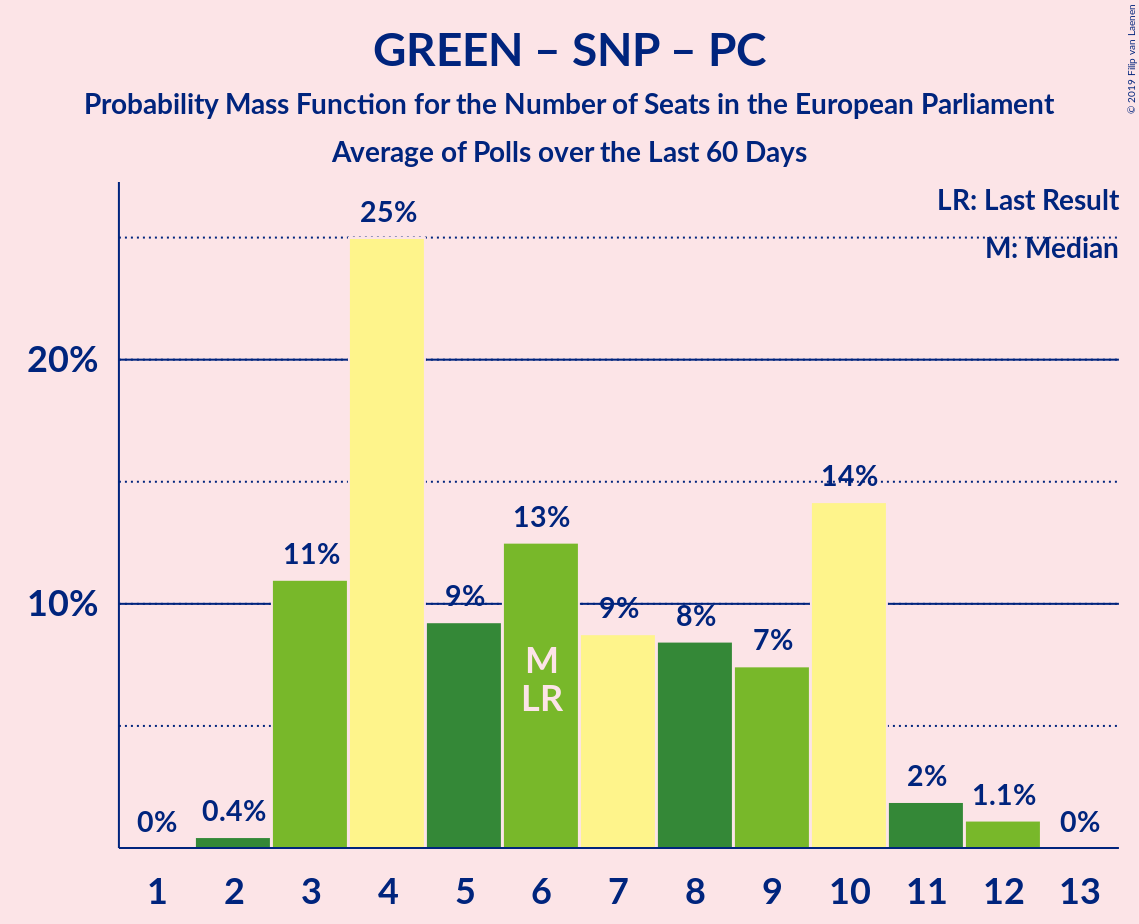 GREEN – SNP – PC
Probability Mass Function for the Number of Seats in the European Parliament
Average of Polls over the Last 60 Days
© 2019 Filip van Laenen
LR: Last Result
M: Median
20%
10%
0%
0.4%
11%
25%
9%
13%
9%
8%
7%
14%
2%
1.1%
0%
M
LR
1 2 3 4 5 6 7 8 9 10 11 12 13